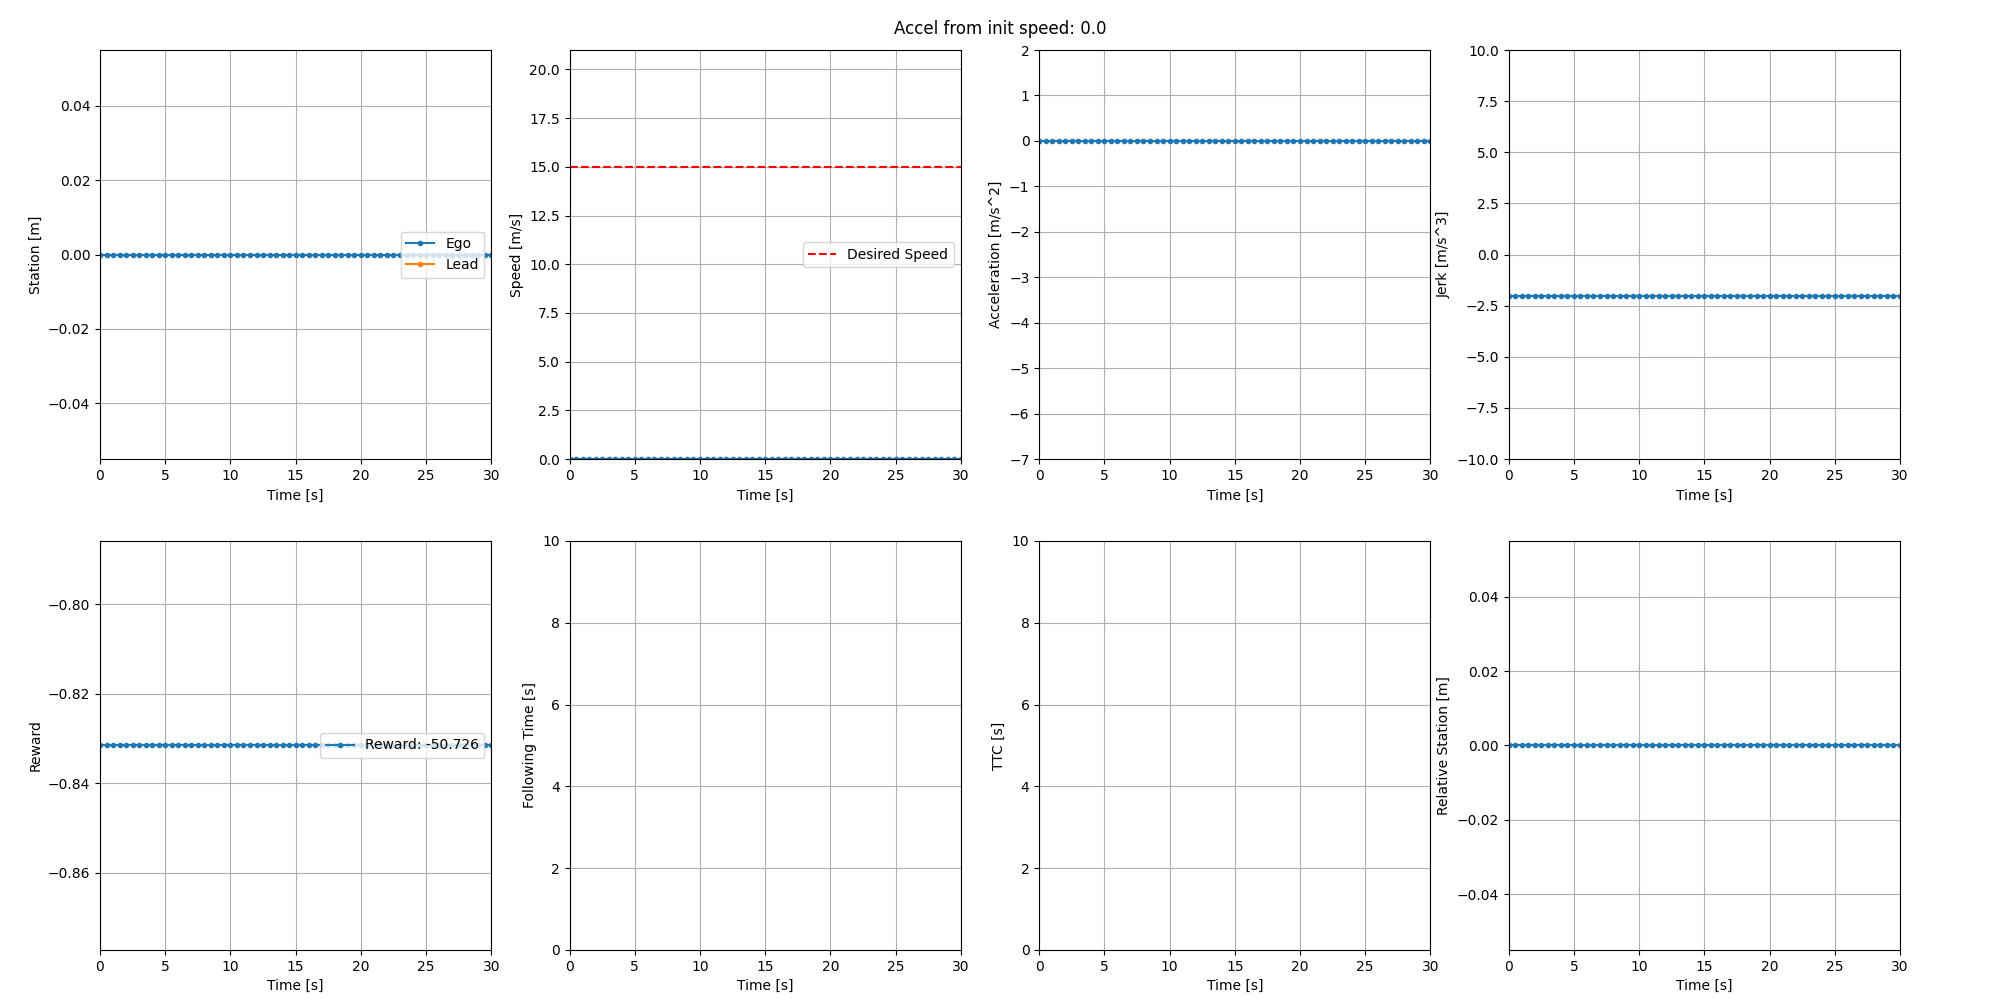 Accel from init speed: 0.0
0.04
0.02
0.00
−0.02
−0.04
Station [m]
Ego
Lead
0 5 10 15 20 25 30
Time [s]
20.0
17.5
15.0
12.5
10.0
7.5
5.0
2.5
0.0
Speed [m/s]
Desired Speed
0 5 10 15 20 25 30
Time [s]
2
1
0
−1
−2
−3
−4
−5
−6
−7
Acceleration [m/s^2]
0 5 10 15 20 25 30
Time [s]
10.0
7.5
5.0
2.5
0.0
−2.5
−5.0
−7.5
−10.0
Jerk [m/s^3]
0 5 10 15 20 25 30
Time [s]
−0.80
−0.82
−0.84
−0.86
Reward
Reward: -50.726
0 5 10 15 20 25 30
Time [s]
10
8
6
4
2
0
Following Time [s]
0 5 10 15 20 25 30
Time [s]
10
8
6
4
2
0
TTC [s]
0 5 10 15 20 25 30
Time [s]
0.04
0.02
0.00
−0.02
−0.04
Relative Station [m]
0 5 10 15 20 25 30
Time [s]